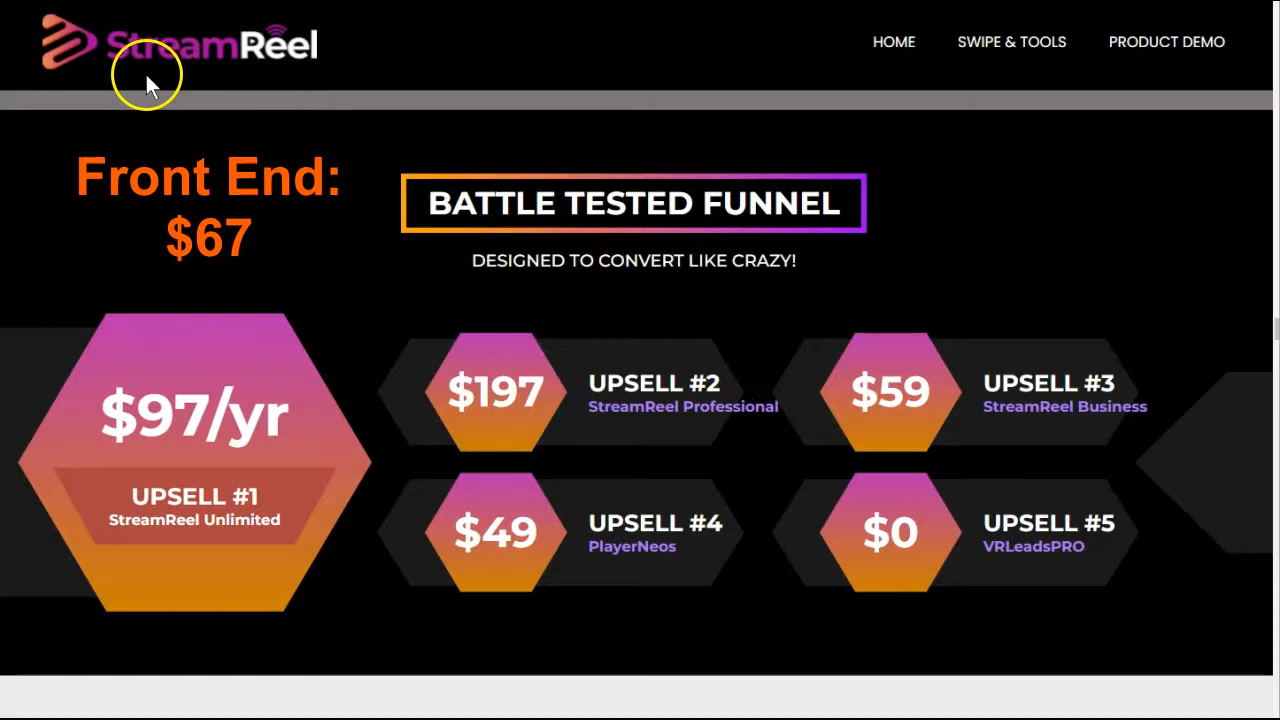 StreamReel
HOME
SWIPE & TOOLS
PRODUCT DEMO
Front End:
$67
BATTLE TESTED FUNNEL
DESIGNED TO CONVERT LIKE CRAZY!
$97/yr
UPSELL #1
StreamReel Unlimited
$197
UPSELL #2
StreamReel Professional
$59
UPSELL #3
StreamReel Business
$49
UPSELL #4
PlayerNeos
$0
UPSELL #5
VRLeadsPRO